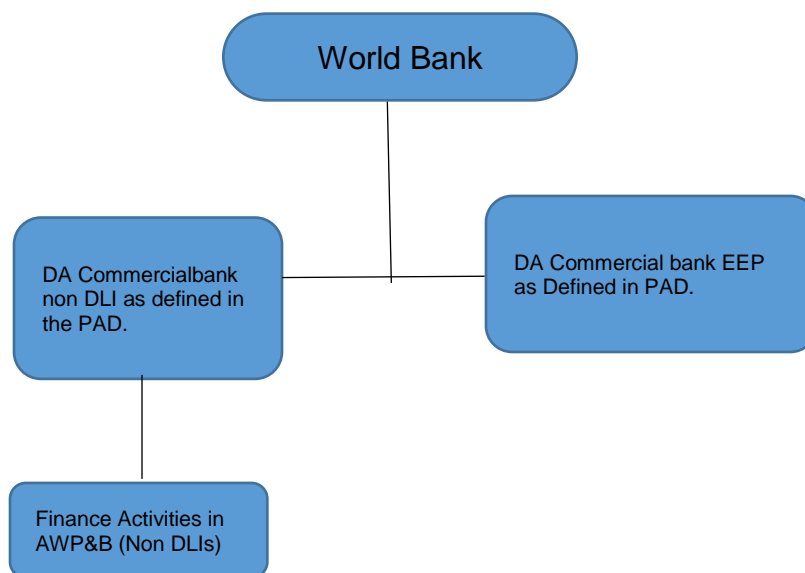 World Bank
DA Commercialbank
non DLI as defined in
the PAD.
DA Commercial bank EEP
as Defined in PAD.
Finance Activities in
AWP&B (Non DLIs)